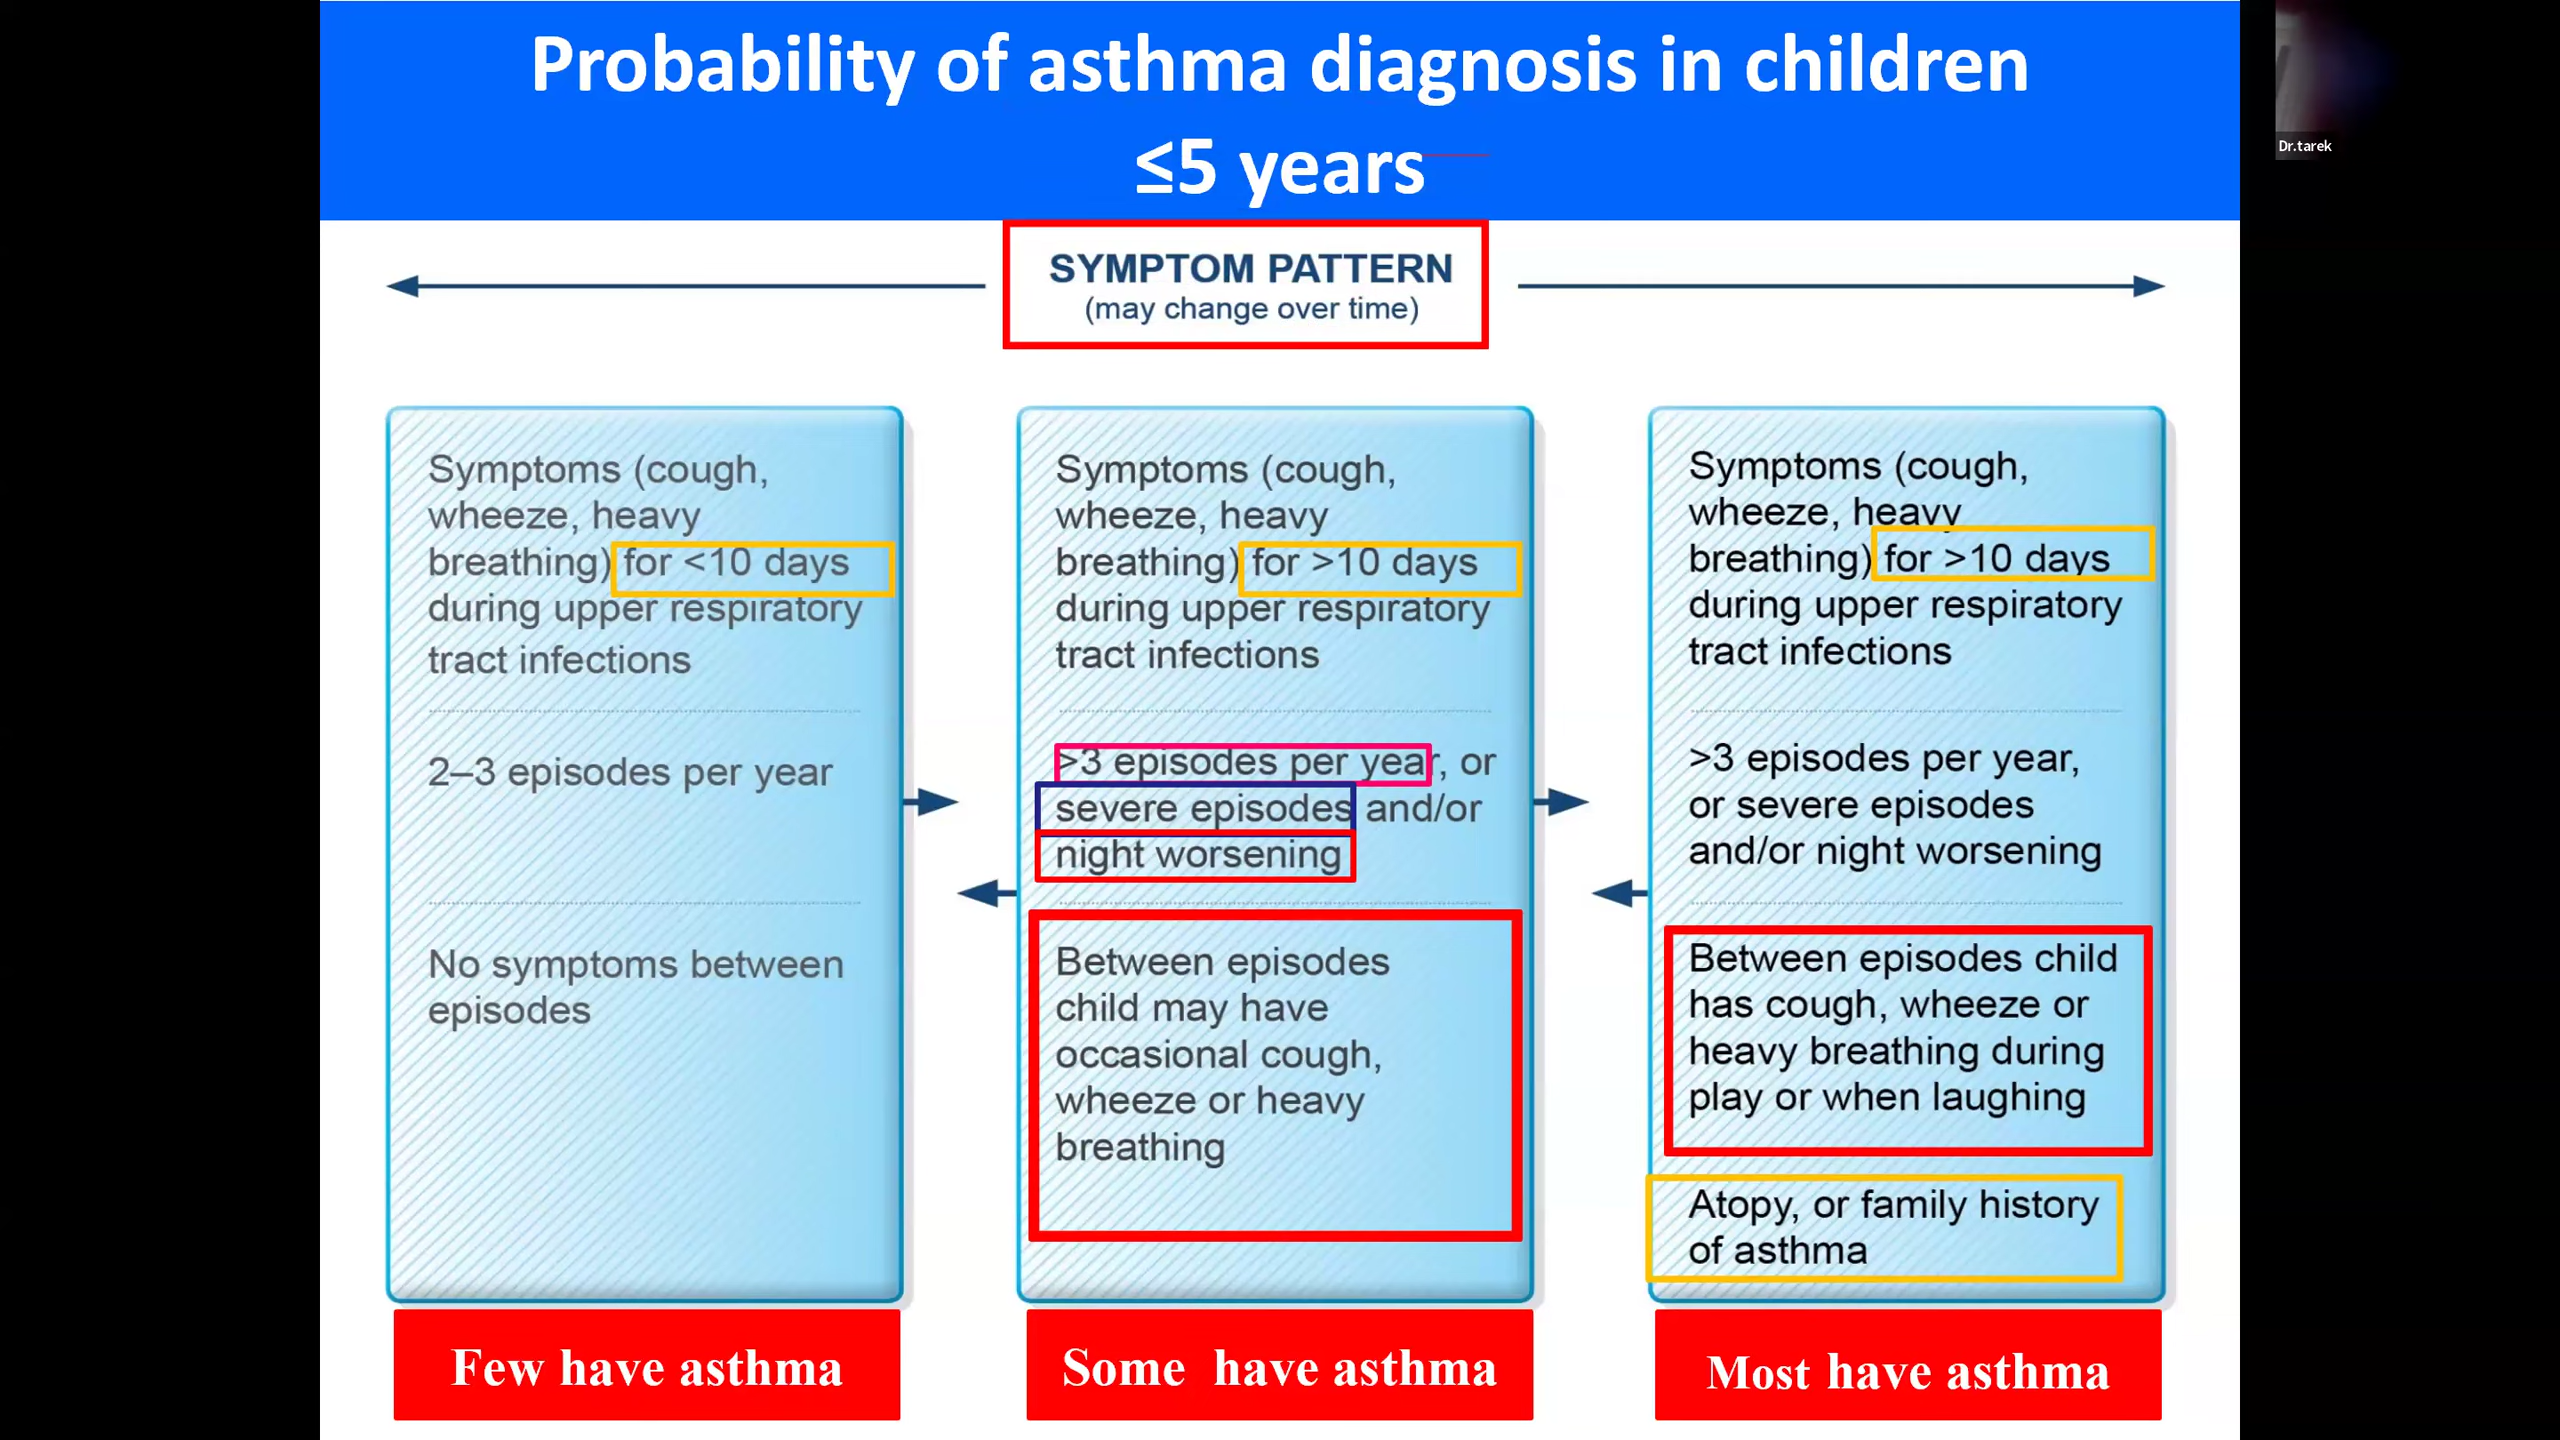 Probability of asthma diagnosis in children
≤5 years
Dr.tarek
SYMPTOM PATTERN
(may change over time)
Symptoms (cough,
wheeze, heavy
breathing) for <10 days
during upper respiratory
tract infections
2–3 episodes per year
No symptoms between
episodes
Few have asthma
Symptoms (cough,
wheeze, heavy
breathing) for >10 days
during upper respiratory
tract infections
>3 episodes per year, or
severe episodes and/or
night worsening
Between episodes
child may have
occasional cough,
wheeze or heavy
breathing
Some have asthma
Symptoms (cough,
wheeze, heavy
breathing) for >10 days
during upper respiratory
tract infections
>3 episodes per year,
or severe episodes
and/or night worsening
Between episodes child
has cough, wheeze or
heavy breathing during
play or when laughing
Atopy, or family history
of asthma
Most have asthma